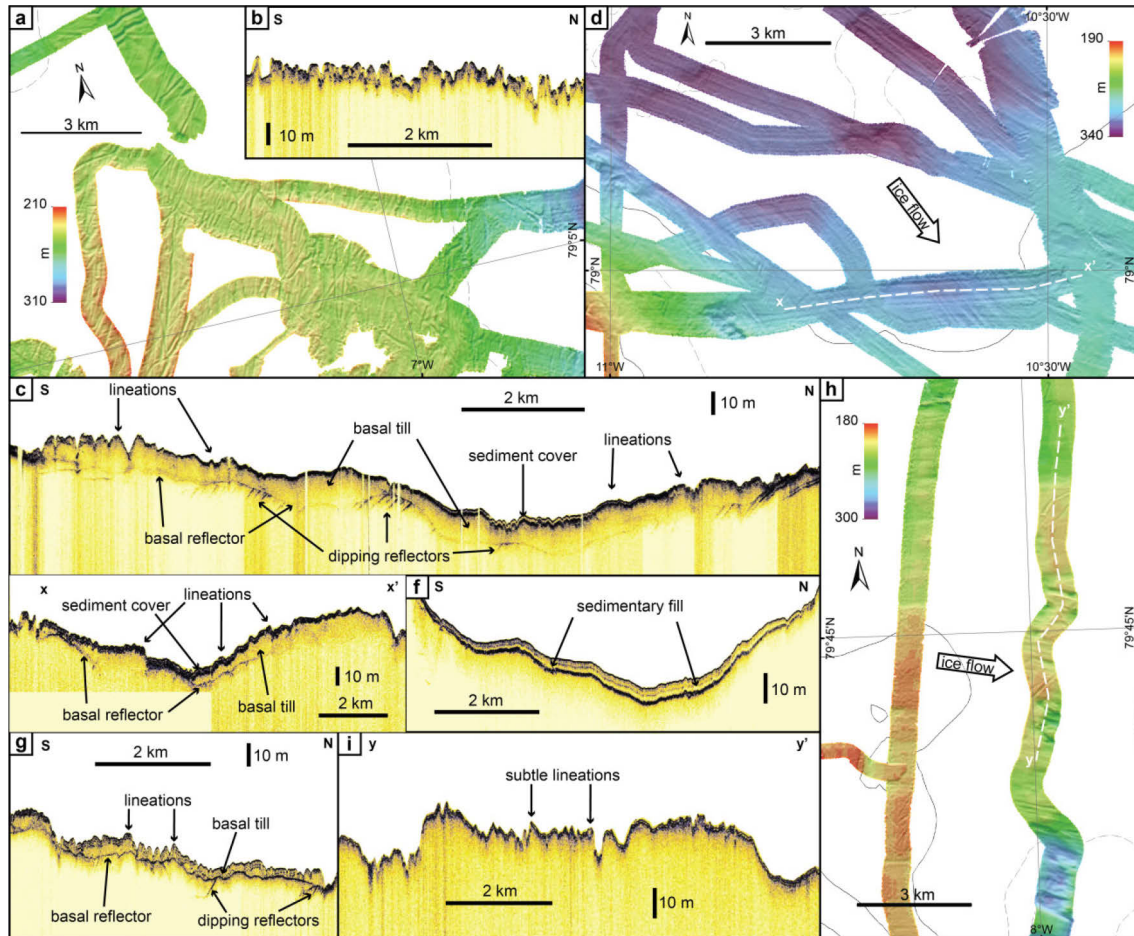 a
N
3 km
210
m
310
79°5'N
7°W
b
S
N
10 m
2 km
d
N
3 km
10°30'W
190
m
340
ice flow
79°N
79°N
x
x'
11°W
10°30'W
c
S
N
lineations
2 km
10 m
basal till
sediment cover
lineations
basal reflector
dipping reflectors
x
x'
sediment cover
lineations
basal reflector
basal till
10 m
2 km
f
S
N
sedimentary fill
2 km
10 m
g
S
N
2 km
10 m
lineations
basal till
basal reflector
dipping reflectors
i
y
y'
subtle lineations
2 km
10 m
h
180
m
300
N
y'
79°45'N
79°45'N
ice flow
y
3 km
8°W